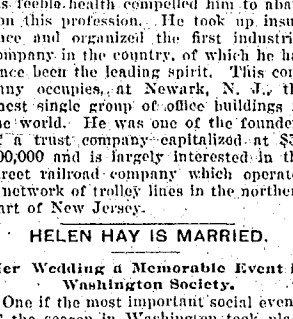 s feeble health compelled him to aba
on this profession. He took up insu
ce and organized the first industri
ompany in the country, of which he h
nce been the leading spirit. This co
any occupies, at Newark, N. J., th
nest single group of office buildings
e world. He was one of the founde
f a trust company capitalized at $
00,000 and is largely interested in t
reet railroad company which operat
network of trolley lines in the northe
art of New Jersey.
HELEN HAY IS MARRIED.
er Wedding a Memorable Event i
Washington Society.
One if the most important social even
f the season in Washington took pla